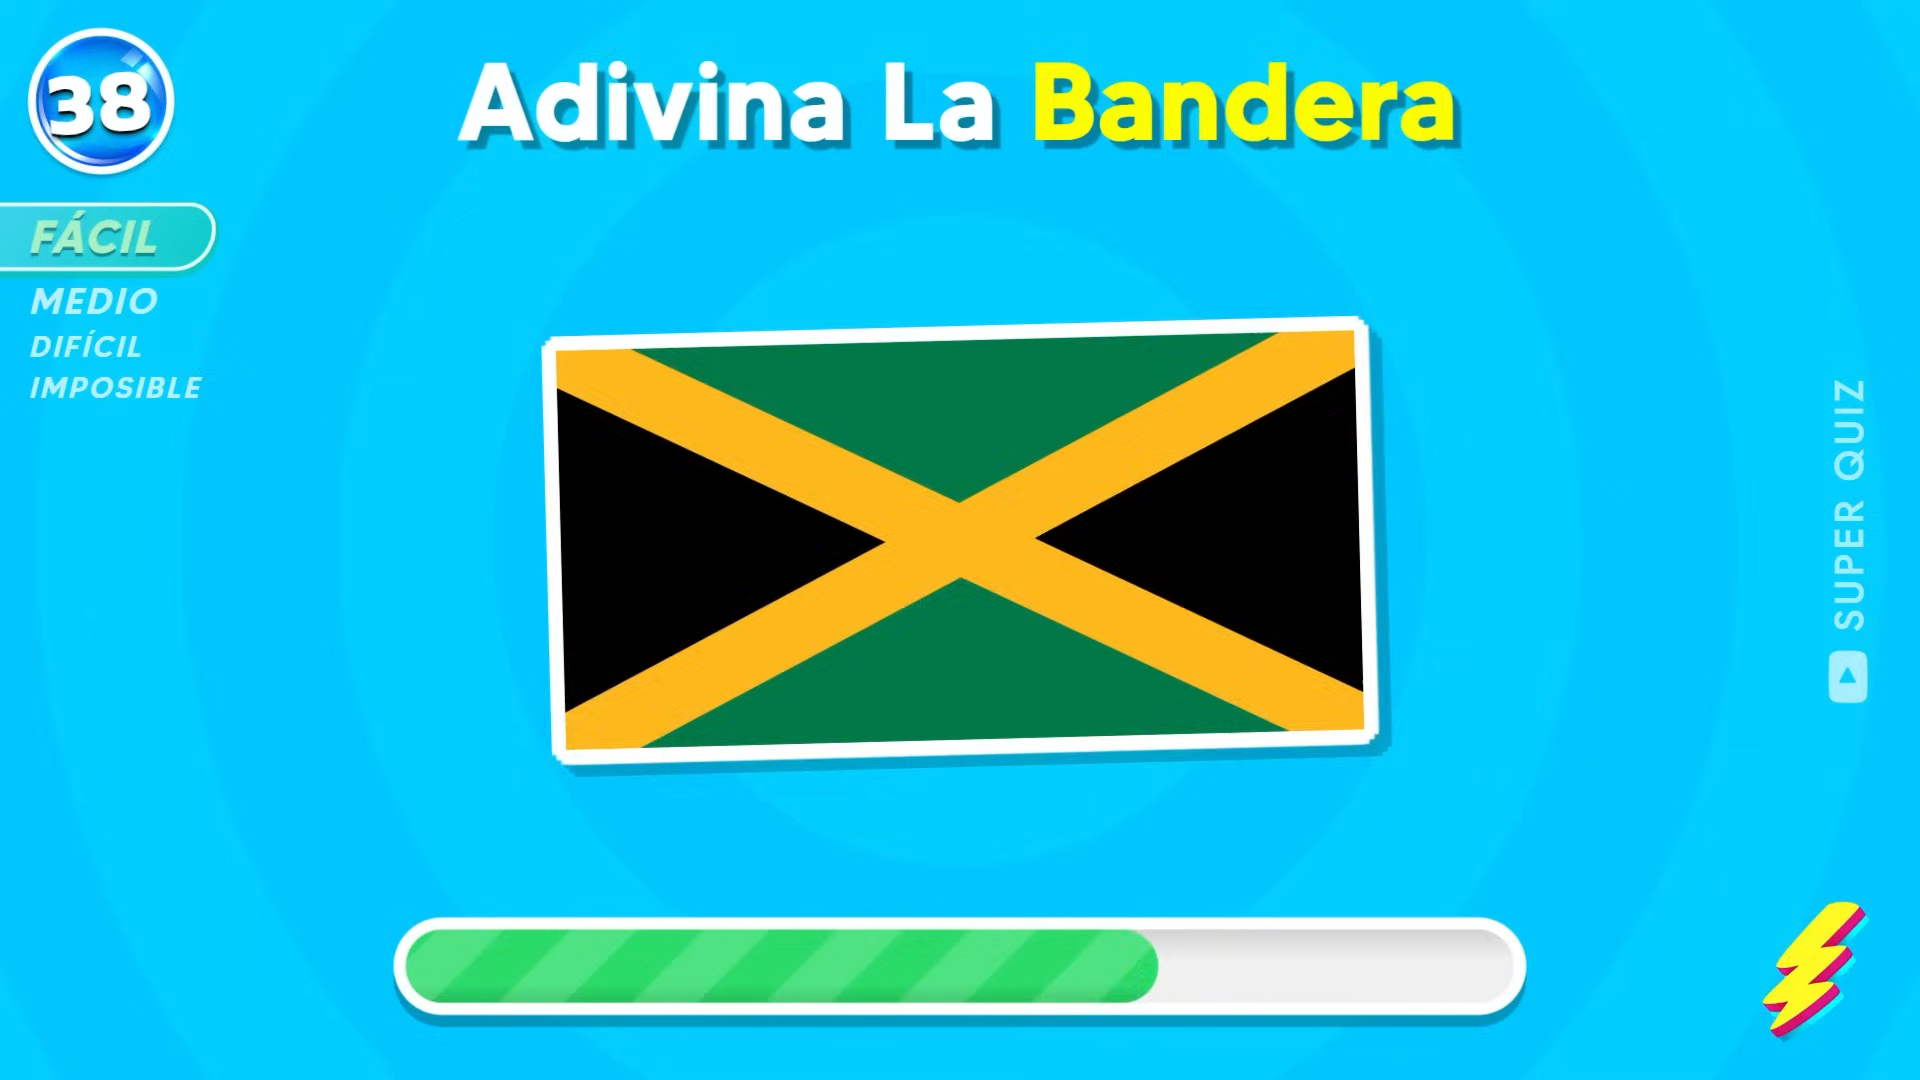 38
Adivina La Bandera
FÁCIL
MEDIO
DIFÍCIL
IMPOSIBLE
SUPER QUIZ